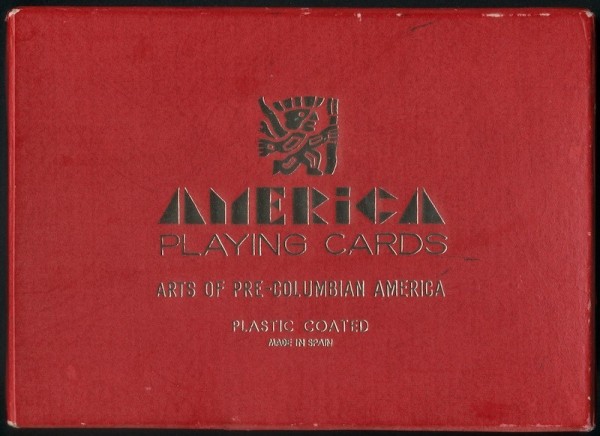 AMERiCA
PLAYING CARDS
ARTS OF PRE-COLUMBIAN AMERICA
PLASTIC COATED
MADE IN SPAIN